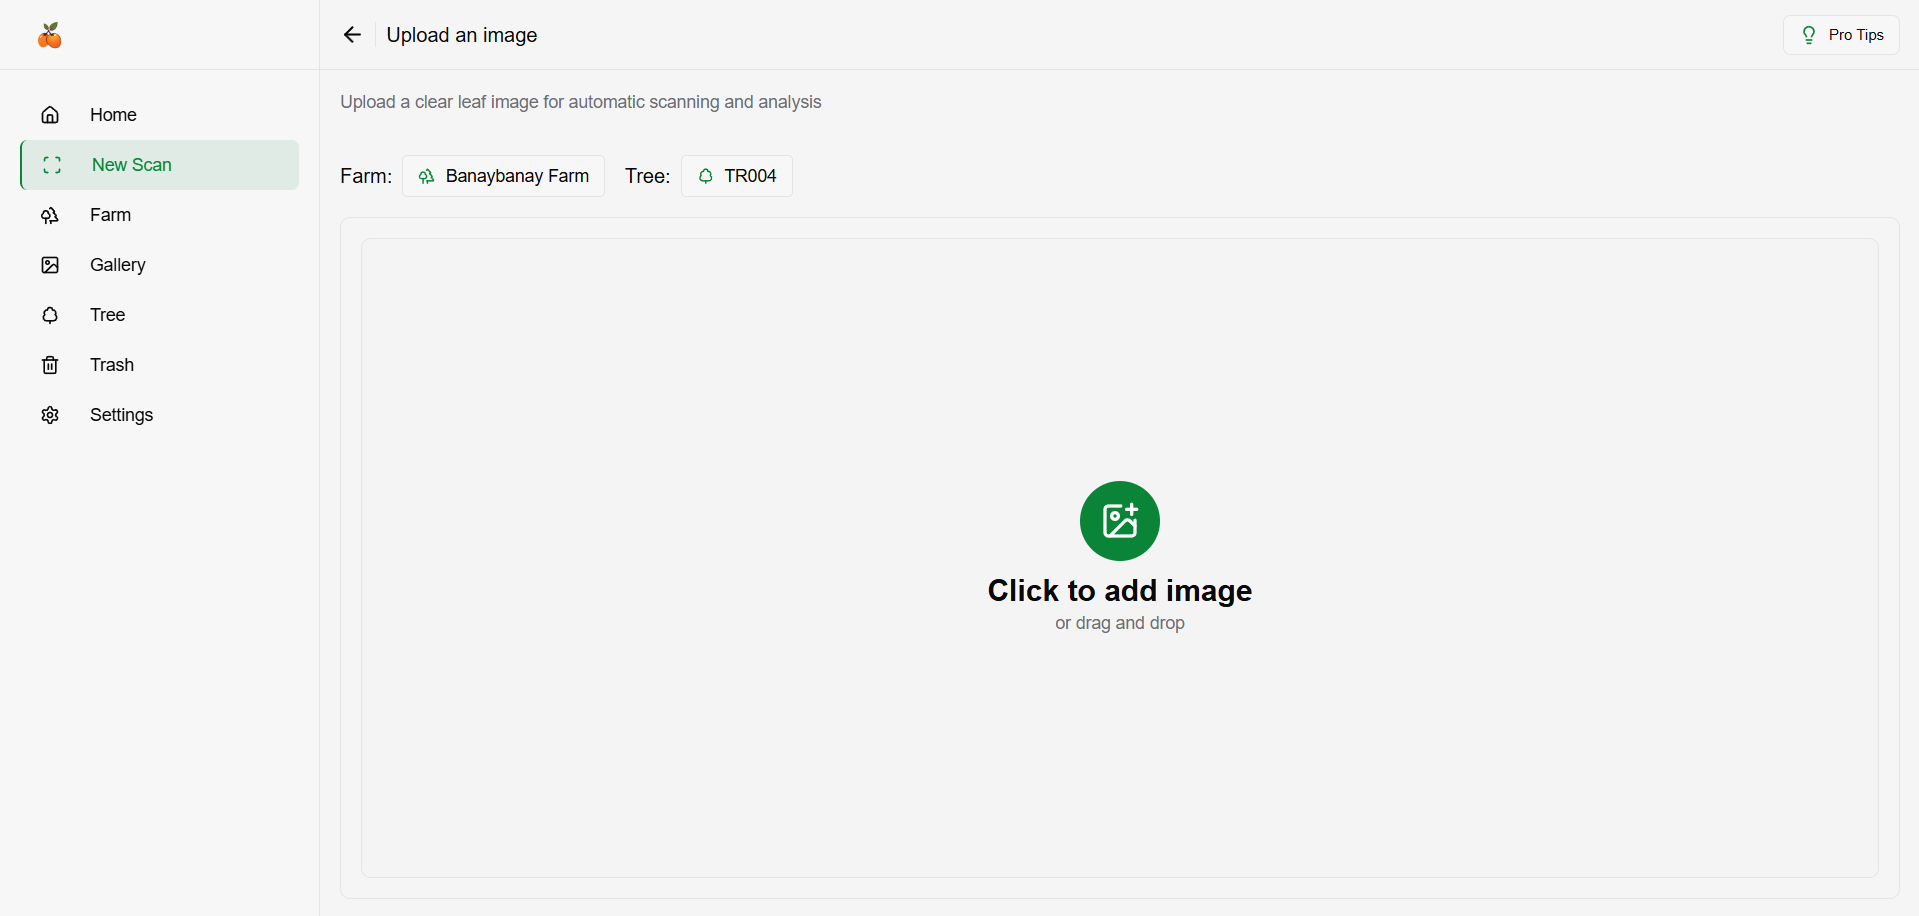 Upload an image
Pro Tips
Home
New Scan
Farm
Gallery
Tree
Trash
Settings
Upload a clear leaf image for automatic scanning and analysis
Farm: Banaybanay Farm Tree: TR004
Click to add image
or drag and drop